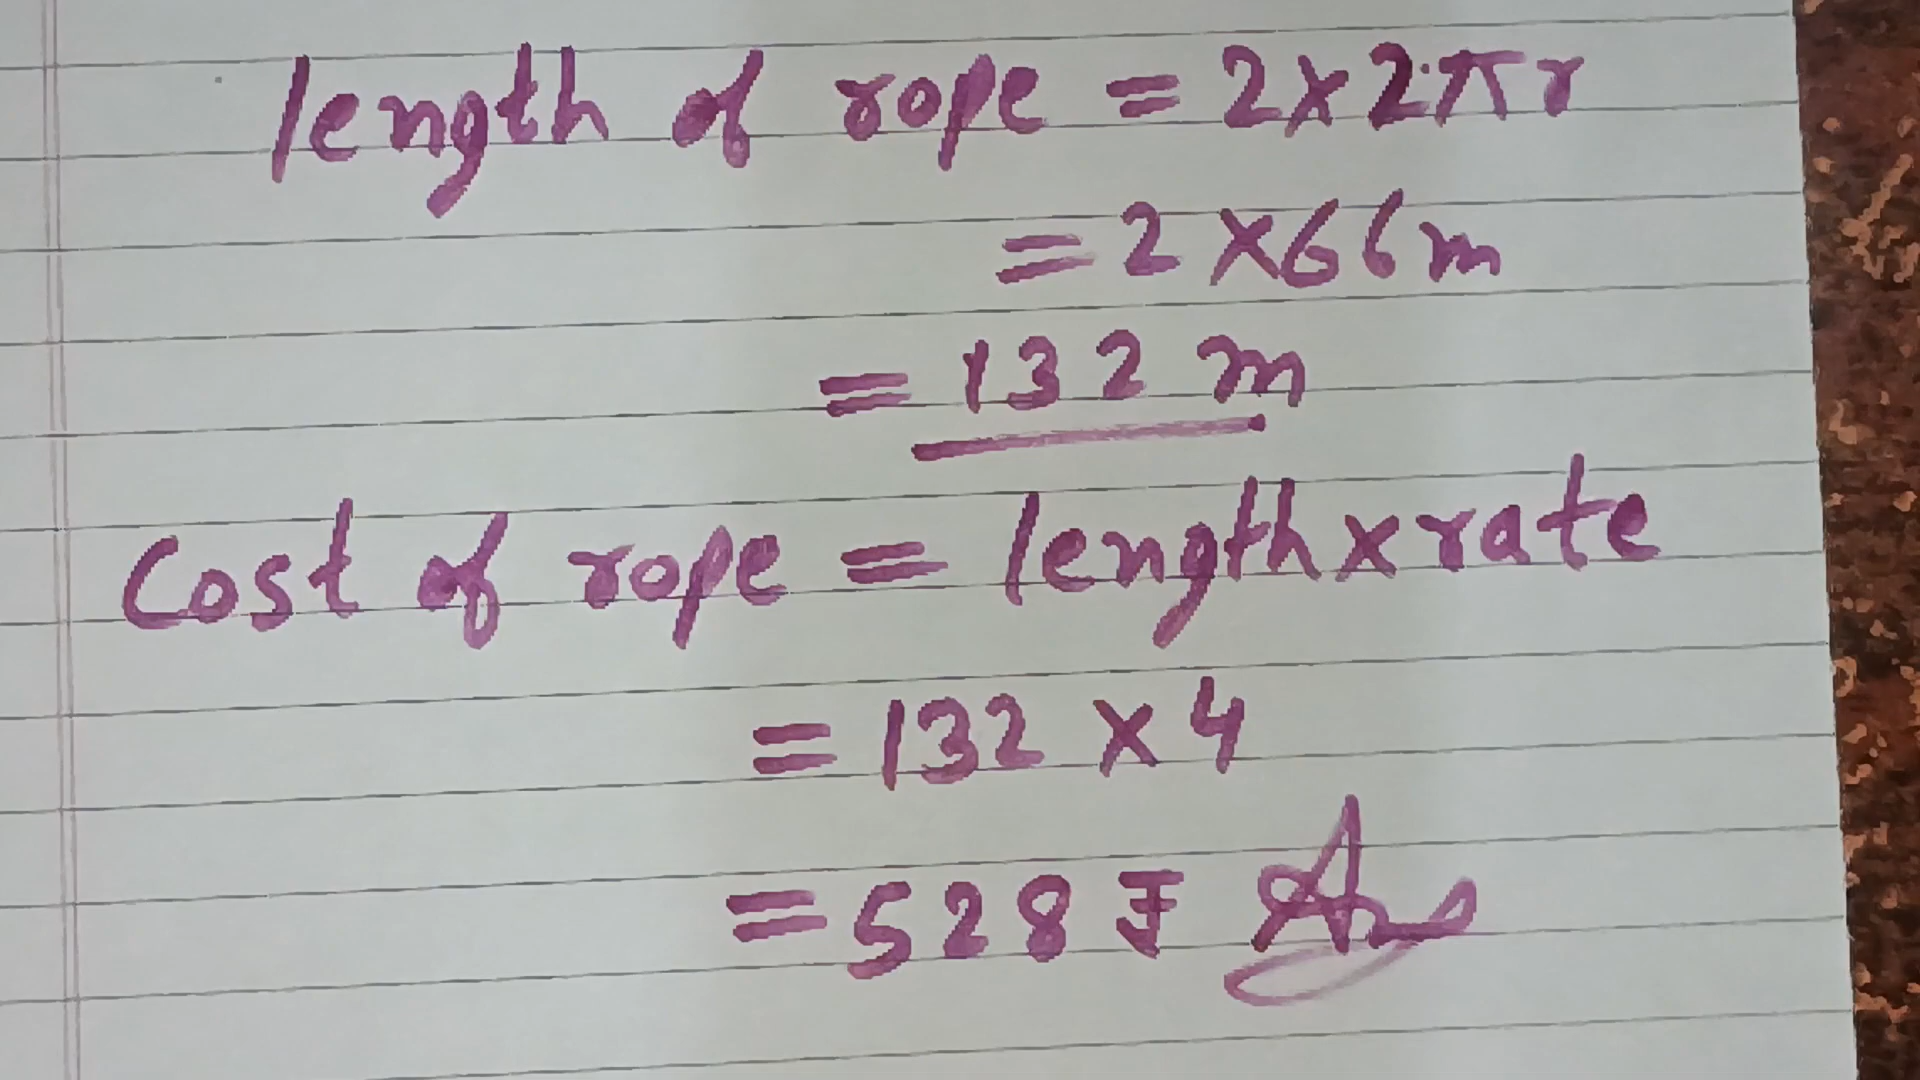 length of rope = 2×2πr
= 2×66m
= 132 m
Cost of rope = length×rate
= 132 × 4
= 528 ₹ Ans